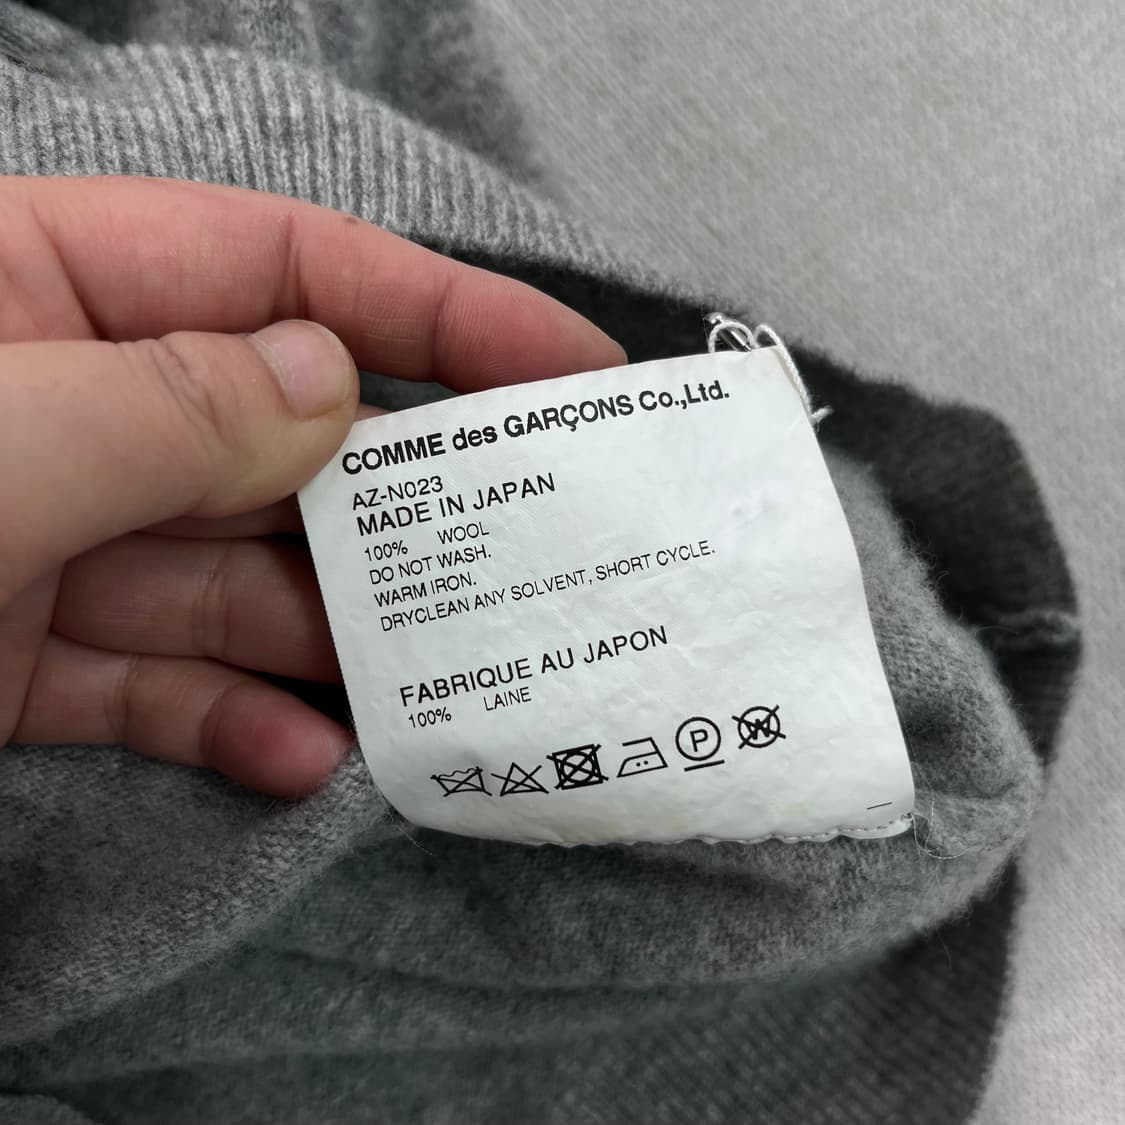 COMME des GARÇONS Co.,Ltd.
AZ-N023
MADE IN JAPAN
100% WOOL
DO NOT WASH.
WARM IRON.
DRYCLEAN ANY SOLVENT, SHORT CYCLE.
FABRIQUE AU JAPON
100% LAINE
P W